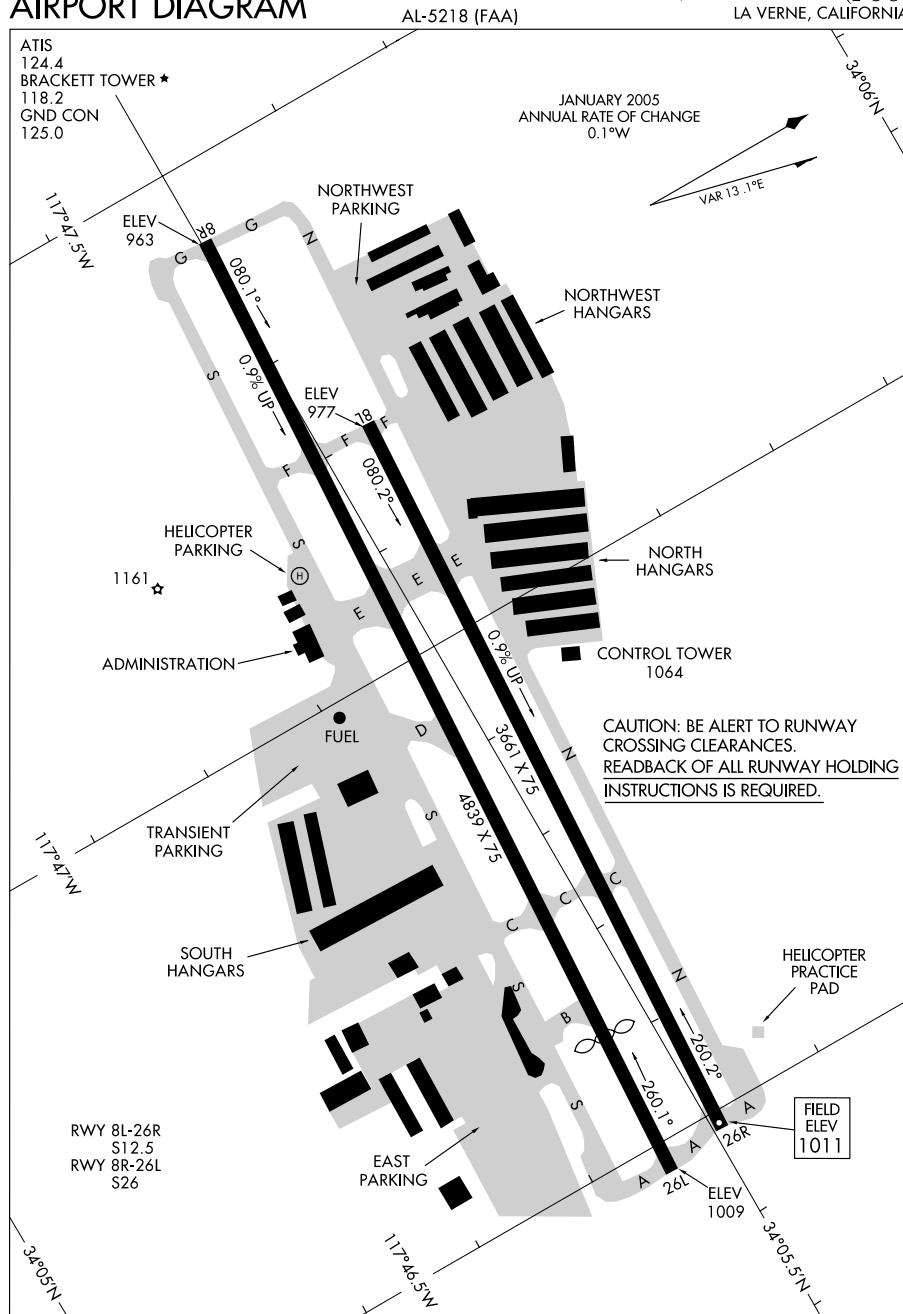 AIRPORT DIAGRAM
AL-5218 (FAA)
LA VERNE, CALIFORNIA
ATIS
124.4
BRACKETT TOWER ★
118.2
GND CON
125.0
JANUARY 2005
ANNUAL RATE OF CHANGE
0.1°W
34°06'N
VAR 13 .1°E
117°47.5'W
NORTHWEST
PARKING
ELEV
963
8R
G
G
N
080.1°
NORTHWEST
HANGARS
S
0.9% UP
ELEV
977
8L
F
F
F
F
080.2°
HELICOPTER
PARKING
S
H
1161
E
E
E
NORTH
HANGARS
ADMINISTRATION
0.9% UP
CONTROL TOWER
1064
FUEL
D
3661 X 75
N
CAUTION: BE ALERT TO RUNWAY
CROSSING CLEARANCES.
READBACK OF ALL RUNWAY HOLDING
INSTRUCTIONS IS REQUIRED.
TRANSIENT
PARKING
S
4839 X 75
117°47'W
C
C
C
SOUTH
HANGARS
N
HELICOPTER
PRACTICE
PAD
S
B
260.2°
260.1°
S
A
A
A
26R
26L
FIELD
ELEV
1011
RWY 8L-26R
S12.5
RWY 8R-26L
S26
EAST
PARKING
ELEV
1009
34°05'N
117°46.5'W
34°05.5'N